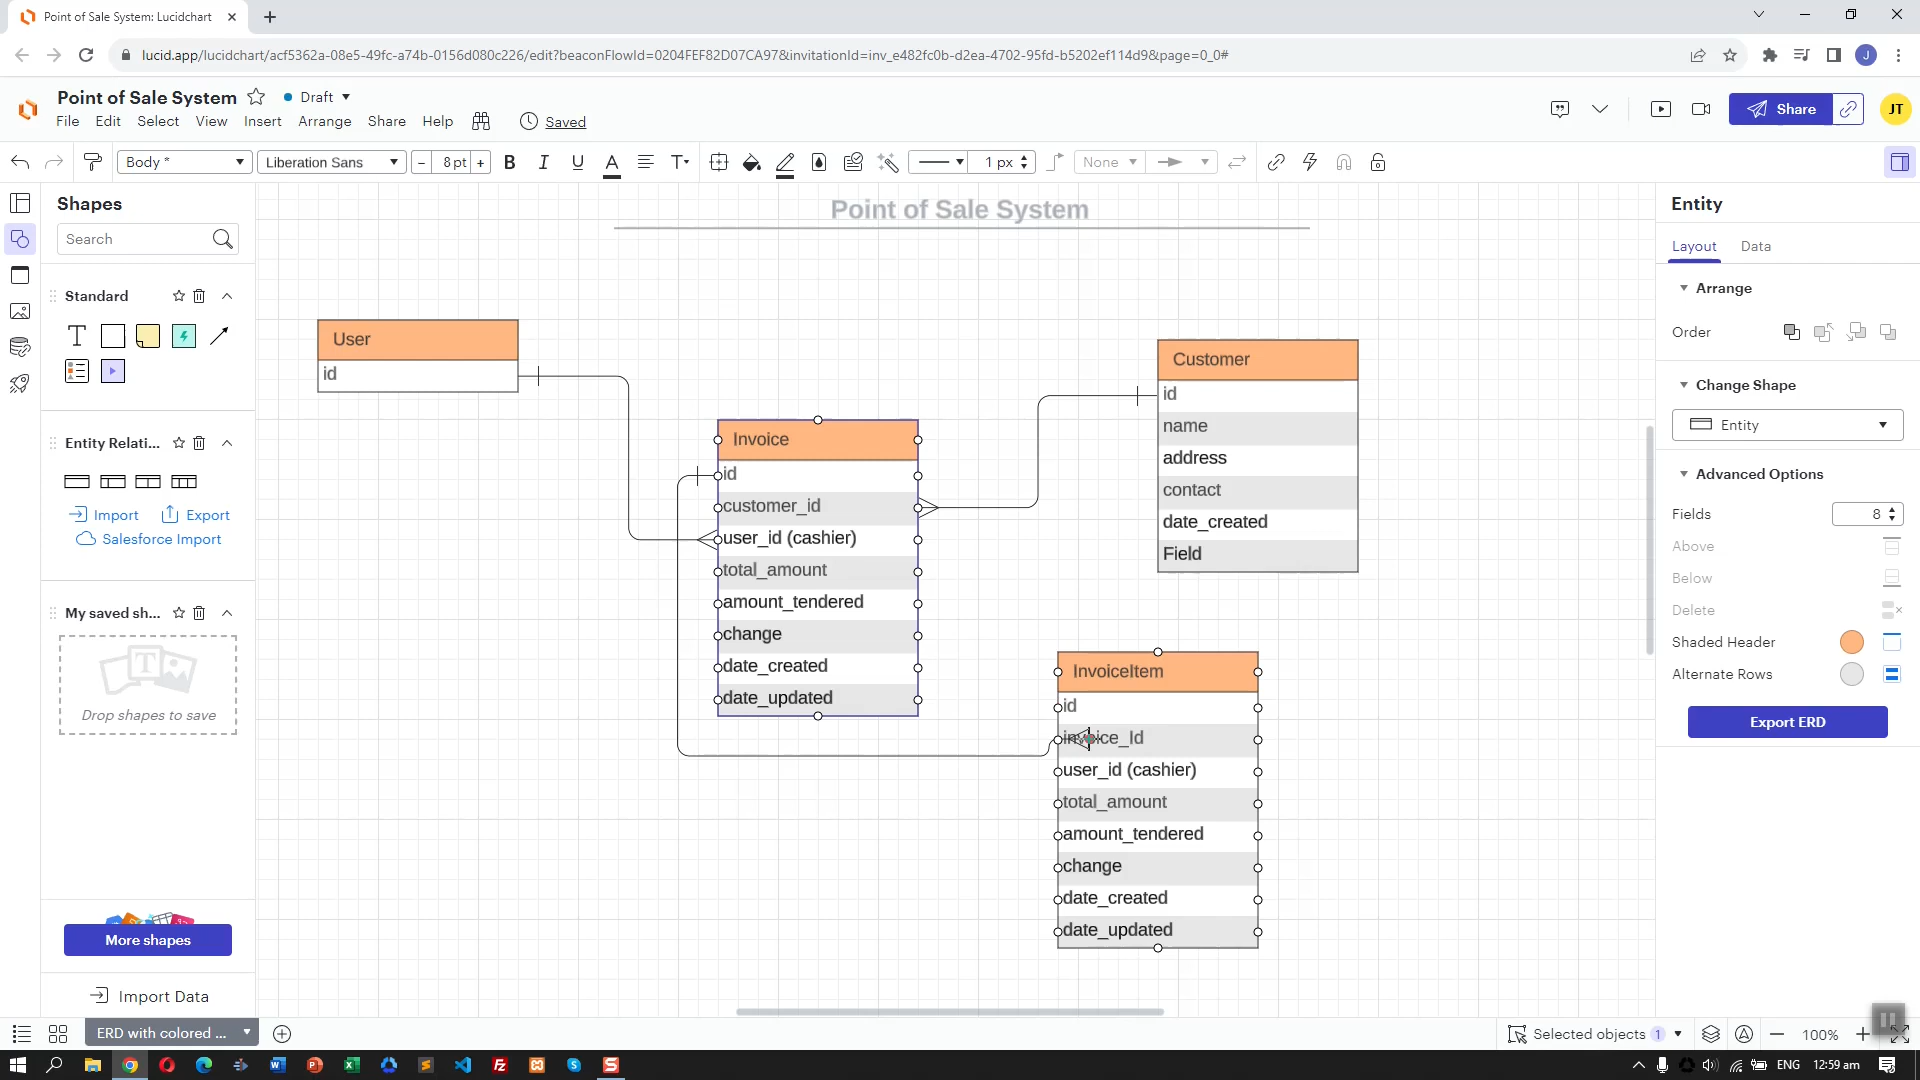 Point of Sale System: Lucidchart
lucid.app/lucidchart/acf5362a-08e5-49fc-a74b-0156d080c226/edit?beaconFlowId=0204FEF82D07CA97&invitationId=inv_e482fc0b-d2ea-4702-95fd-b5202ef114d9&page=0_0#
J
Point of Sale System
Draft
File Edit Select View Insert Arrange Share Help
Saved
Share
JT
Body *
Liberation Sans
- 8 pt +
B I U A T
1 px
None
Shapes
Search
Standard
T
Entity Relati...
Import
Export
Salesforce Import
My saved sh...
T
Drop shapes to save
More shapes
Import Data
Point of Sale System
User
id
Invoice
id
customer_id
user_id (cashier)
total_amount
amount_tendered
change
date_created
date_updated
Customer
id
name
address
contact
date_created
Field
InvoiceItem
id
invoice_Id
user_id (cashier)
total_amount
amount_tendered
change
date_created
date_updated
Entity
Layout Data
Arrange
Order
Change Shape
Entity
Advanced Options
Fields 8
Above
Below
Delete
Shaded Header
Alternate Rows
Export ERD
ERD with colored ...
Selected objects 1
100%
ENG 12:59 am